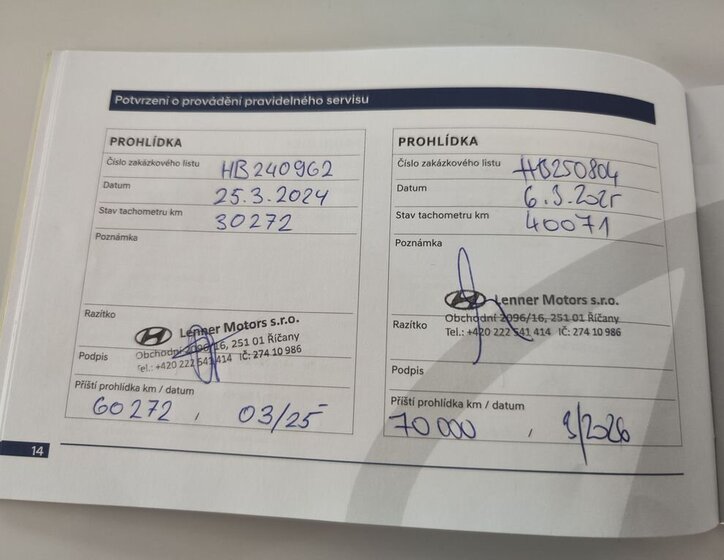 Potvrzení o provádění pravidelného servisu
PROHLÍDKA
Číslo zakázkového listu HB240962
Datum 25.3.2024
Stav tachometru km 30272
Poznámka
Razítko
Lenner Motors s.r.o.
Obchodní 2096/16, 251 01 Říčany
Tel.: +420 222 541 414 IČ: 274 10 986
Podpis
Příští prohlídka km / datum
60272 , 03/25
PROHLÍDKA
Číslo zakázkového listu HB250804
Datum 6.3.2025
Stav tachometru km 40071
Poznámka
Lenner Motors s.r.o.
Obchodní 2096/16, 251 01 Říčany
Razítko
Tel.: +420 222 541 414 IČ: 274 10 986
Podpis
Příští prohlídka km / datum
70 000 , 3/2026
14